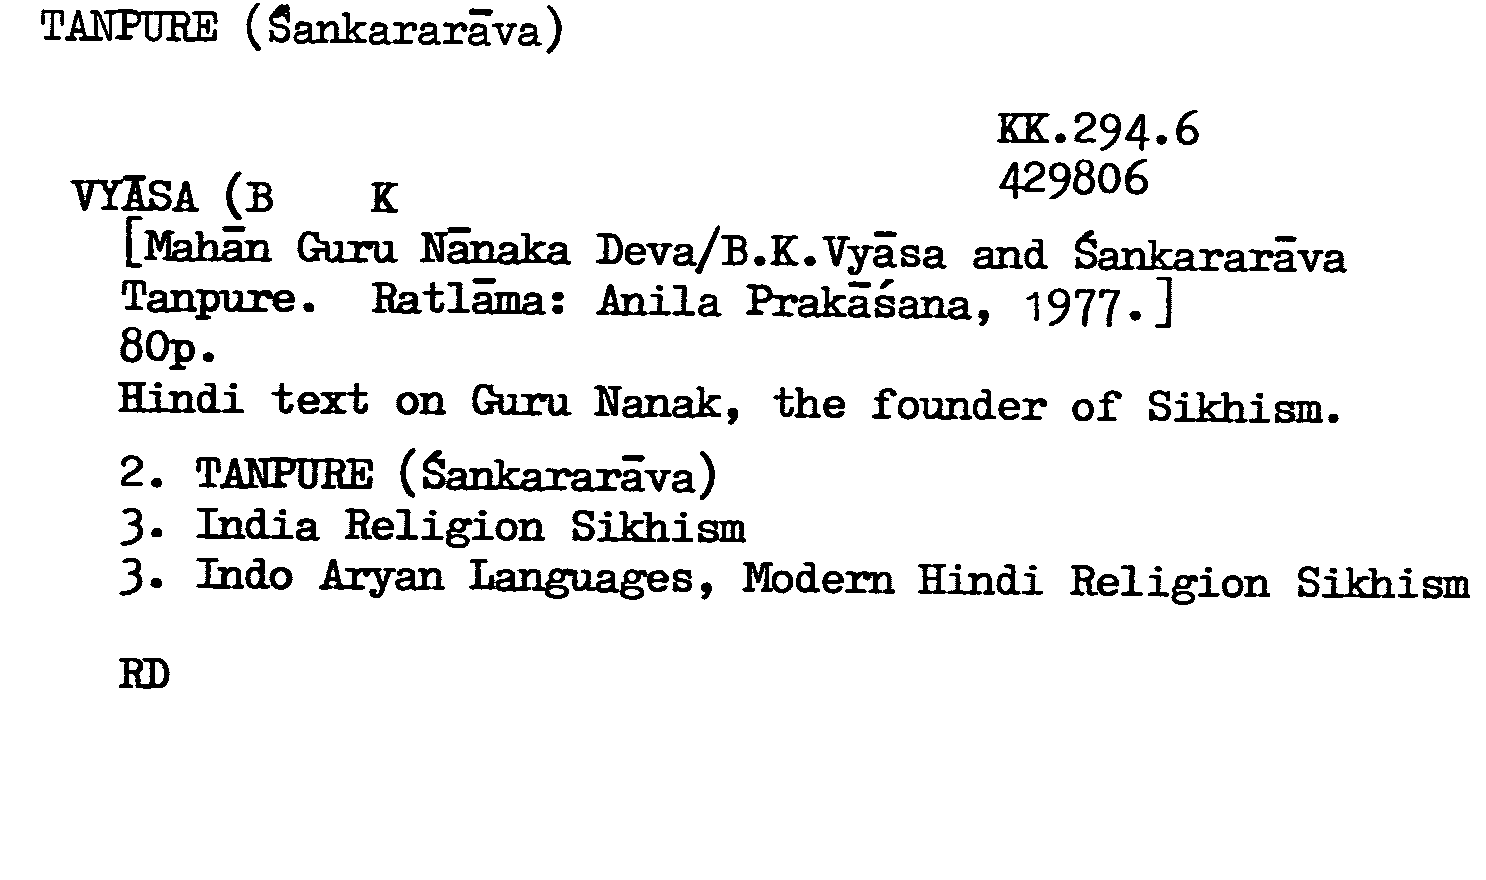 TANPURE (Śankararāva)
KK.294.6
429806
VYĀSA (B    K
[Mahān Guru Nānaka Deva/B.K.Vyāsa and Śankararāva
Tanpure.  Ratlāma: Anila Prakāśana, 1977.]
80p.
Hindi text on Guru Nanak, the founder of Sikhism.
2. TANPURE (Śankararāva)
3. India Religion Sikhism
3. Indo Aryan Languages, Modern Hindi Religion Sikhism
RD